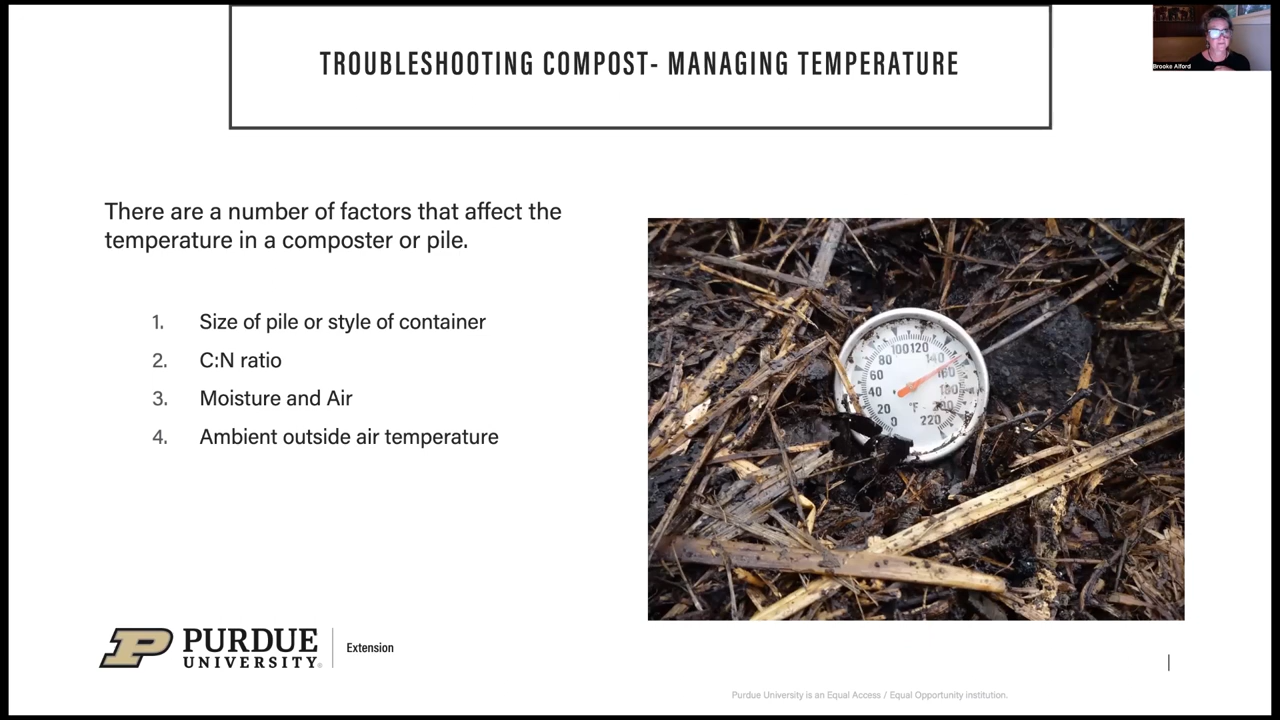 TROUBLESHOOTING COMPOST- MANAGING TEMPERATURE
Brooke Alford
There are a number of factors that affect the
temperature in a composter or pile.
1. Size of pile or style of container
2. C:N ratio
3. Moisture and Air
4. Ambient outside air temperature
0
20
40
60
80
100
120
140
160
180
200
220
°F
PURDUE
UNIVERSITY®
Extension
Purdue University is an Equal Access / Equal Opportunity institution.